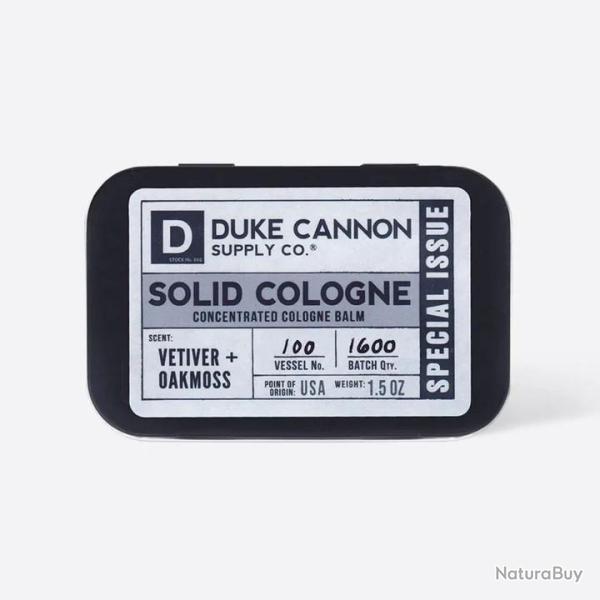 D
DUKE CANNON
SUPPLY CO.®
SOLID COLOGNE
CONCENTRATED COLOGNE BALM
SCENT:
VETIVER +
OAKMOSS
100
VESSEL No.
1600
BATCH QTY.
POINT OF
ORIGIN: USA
WEIGHT: 1.5 OZ
SPECIAL ISSUE
NaturaBuy